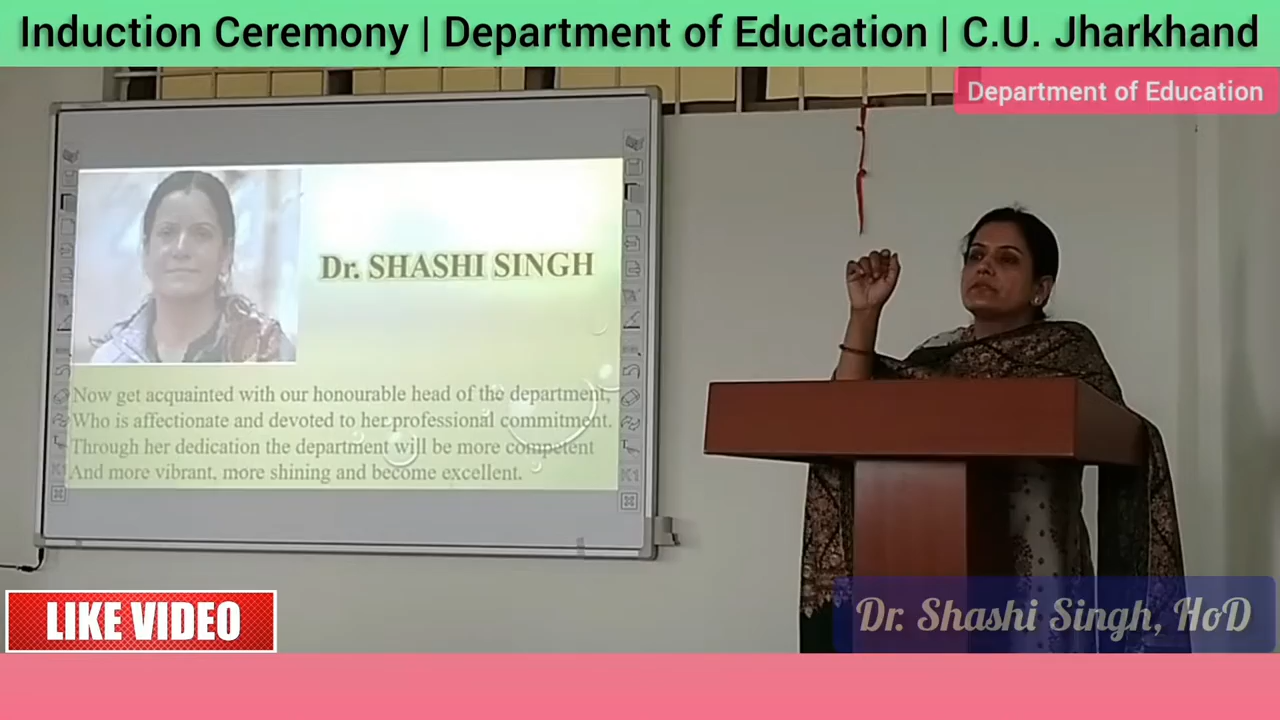 Induction Ceremony | Department of Education | C.U. Jharkhand
Department of Education
Dr. SHASHI SINGH
Now get acquainted with our honourable head of the department,
Who is affectionate and devoted to her professional commitment.
Through her dedication the department will be more competent
And more vibrant, more shining and become excellent.
LIKE VIDEO
Dr. Shashi Singh, HoD